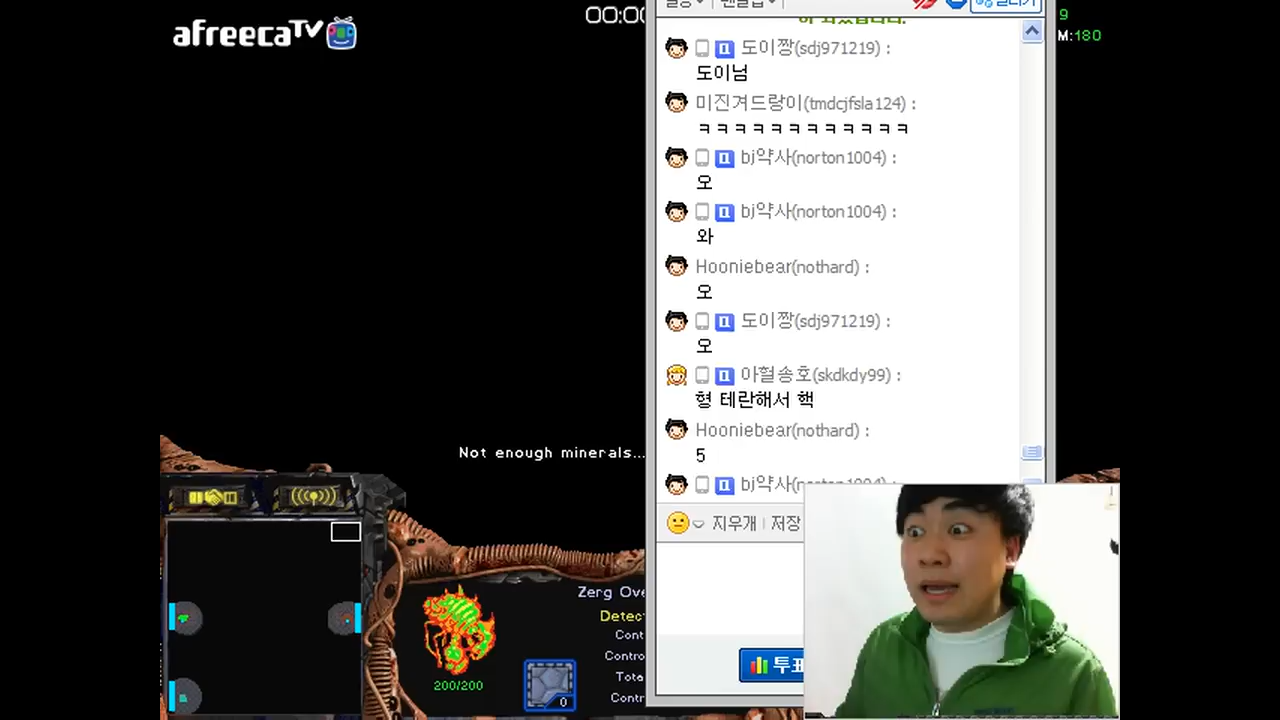 afreecaTV
00:00
9
M:180
도이짱(sdj971219) :
도이님
미진겨드랑이(tmdcjfsla124) :
ㅋㅋㅋㅋㅋㅋㅋㅋㅋㅋㅋㅋ
bj약사(norton1004) :
오
bj약사(norton1004) :
와
Hooniebear(nothard) :
오
도이짱(sdj971219) :
오
아헐송호(skdkdy99) :
형 테란해서 핵
Hooniebear(nothard) :
5
bj약사(norton1004)
지우개 저장
Not enough minerals...
Zerg
200/200
0